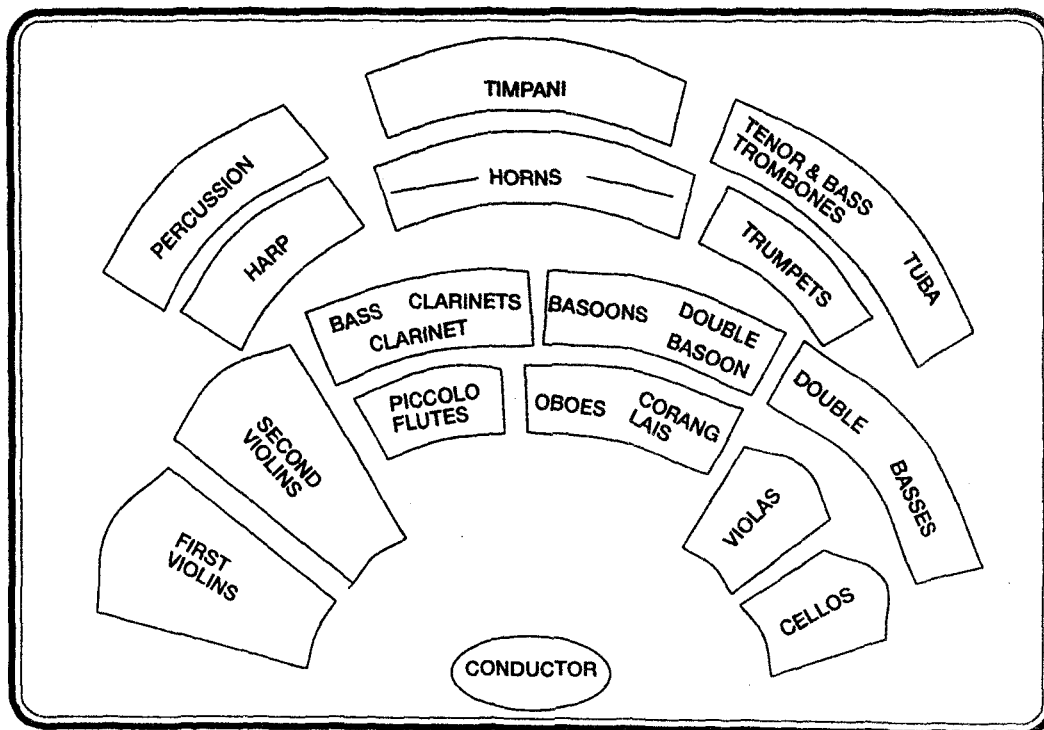 TIMPANI
HORNS
PERCUSSION
HARP
TENOR & BASS
TROMBONES
TUBA
TRUMPETS
BASS CLARINETS
CLARINET
BASOONS DOUBLE
BASOON
PICCOLO
FLUTES
OBOES CORANG
LAIS
DOUBLE BASSES
SECOND
VIOLINS
FIRST
VIOLINS
VIOLAS
CELLOS
CONDUCTOR